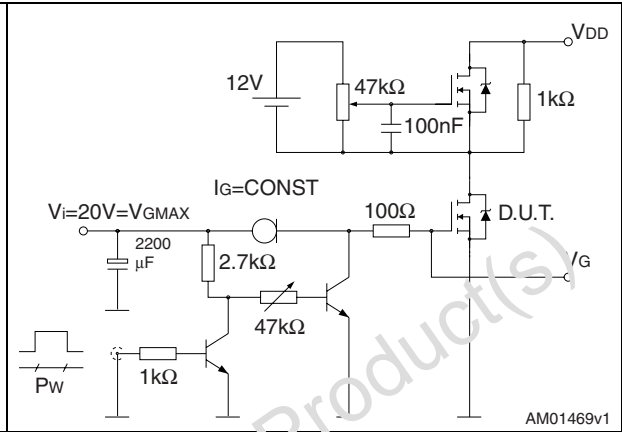 VDD
12V
47kΩ
1kΩ
100nF
IG=CONST
Vi=20V=VGMAX
100Ω
D.U.T.
2200
μF
2.7kΩ
VG
47kΩ
1kΩ
PW
Product(s)
AM01469v1